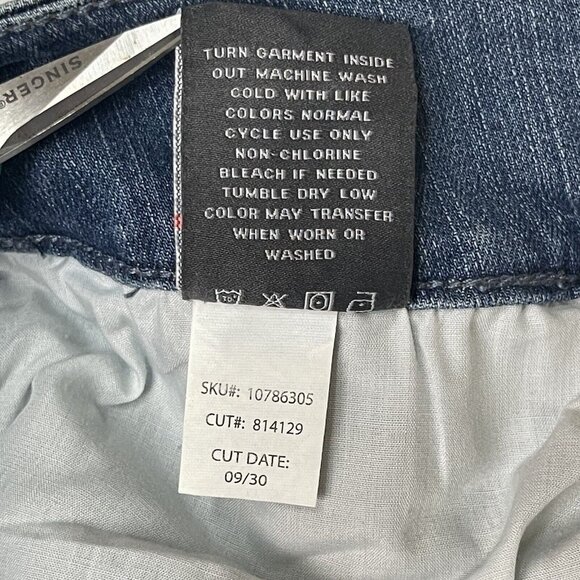 SINGER®
TURN GARMENT INSIDE
OUT MACHINE WASH
COLD WITH LIKE
COLORS NORMAL
CYCLE USE ONLY
NON-CHLORINE
BLEACH IF NEEDED
TUMBLE DRY LOW
COLOR MAY TRANSFER
WHEN WORN OR
WASHED
SKU#: 10786305
CUT#: 814129
CUT DATE:
09/30